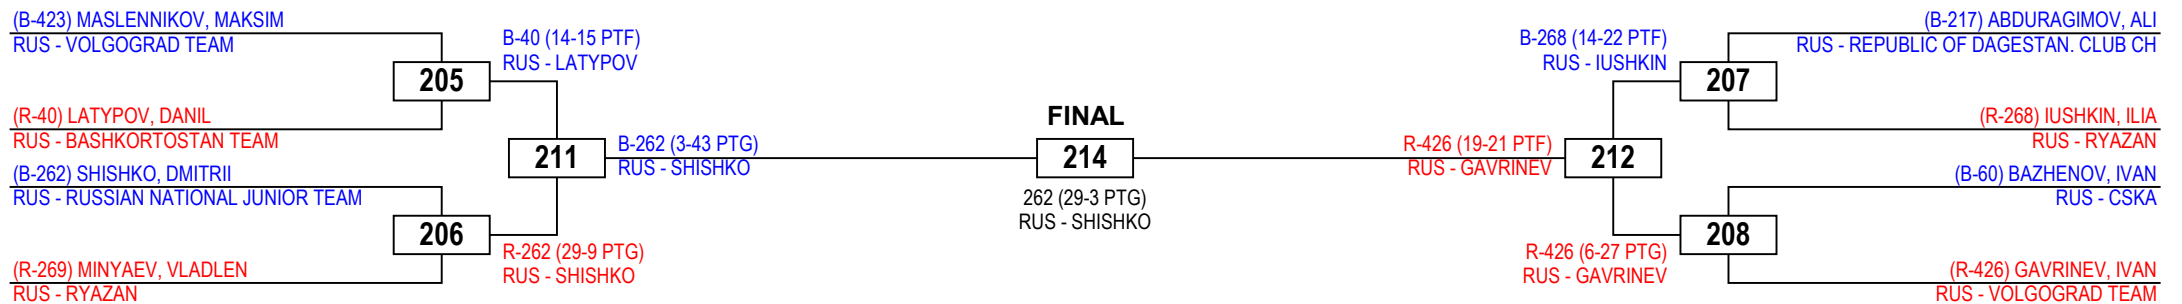 (B-423) MASLENNIKOV, MAKSIM
RUS - VOLGOGRAD TEAM
205
(R-40) LATYPOV, DANIL
RUS - BASHKORTOSTAN TEAM
B-40 (14-15 PTF)
RUS - LATYPOV
(B-262) SHISHKO, DMITRII
RUS - RUSSIAN NATIONAL JUNIOR TEAM
206
(R-269) MINYAEV, VLADLEN
RUS - RYAZAN
R-262 (29-9 PTG)
RUS - SHISHKO
211
B-262 (3-43 PTG)
RUS - SHISHKO
FINAL
214
262 (29-3 PTG)
RUS - SHISHKO
R-426 (19-21 PTF)
RUS - GAVRINEV
212
B-268 (14-22 PTF)
RUS - IUSHKIN
(B-217) ABDURAGIMOV, ALI
RUS - REPUBLIC OF DAGESTAN. CLUB CH
207
(R-268) IUSHKIN, ILIA
RUS - RYAZAN
(B-60) BAZHENOV, IVAN
RUS - CSKA
208
R-426 (6-27 PTG)
RUS - GAVRINEV
(R-426) GAVRINEV, IVAN
RUS - VOLGOGRAD TEAM